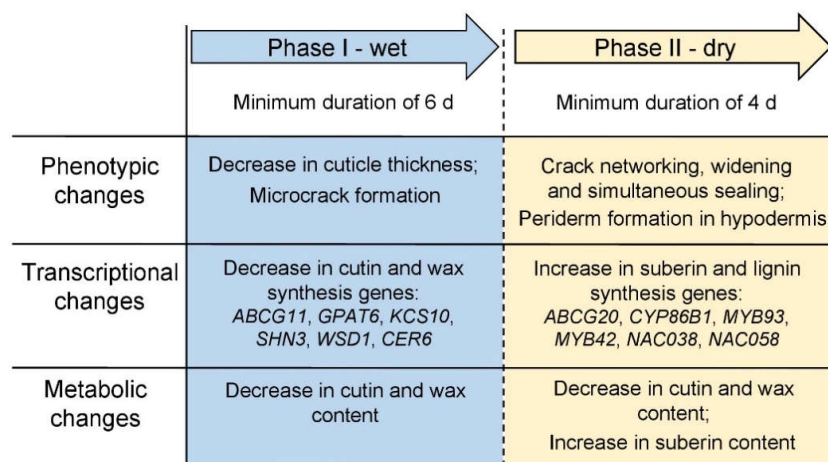 Phase I - wet
Phase II - dry
Minimum duration of 6 d
Minimum duration of 4 d
Phenotypic
changes
Decrease in cuticle thickness;
Microcrack formation
Crack networking, widening
and simultaneous sealing;
Periderm formation in hypodermis
Transcriptional
changes
Decrease in cutin and wax
synthesis genes:
ABCG11, GPAT6, KCS10,
SHN3, WSD1, CER6
Increase in suberin and lignin
synthesis genes:
ABCG20, CYP86B1, MYB93,
MYB42, NAC038, NAC058
Metabolic
changes
Decrease in cutin and wax
content
Decrease in cutin and wax
content;
Increase in suberin content